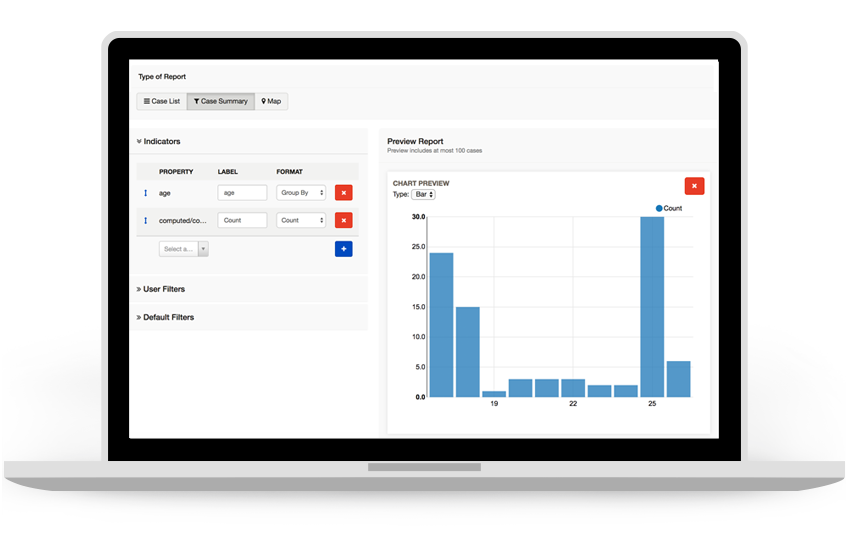 Type of Report
Case List Case Summary Map
Indicators
PROPERTY LABEL FORMAT
age age Group By
computed/co... Count Count
Select a...
User Filters
Default Filters
Preview Report
Preview includes at most 100 cases
CHART PREVIEW
Type: Bar
Count
30.0
25.0
20.0
15.0
10.0
5.0
0.0
19 22 25